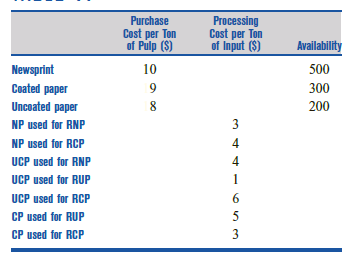 Purchase Processing
Cost per Ton Cost per Ton
of Pulp ($) of Input ($) Availability
Newsprint 10 500
Coated paper 9 300
Uncoated paper 8 200
NP used for RNP 3
NP used for RCP 4
UCP used for RNP 4
UCP used for RUP 1
UCP used for RCP 6
CP used for RUP 5
CP used for RCP 3